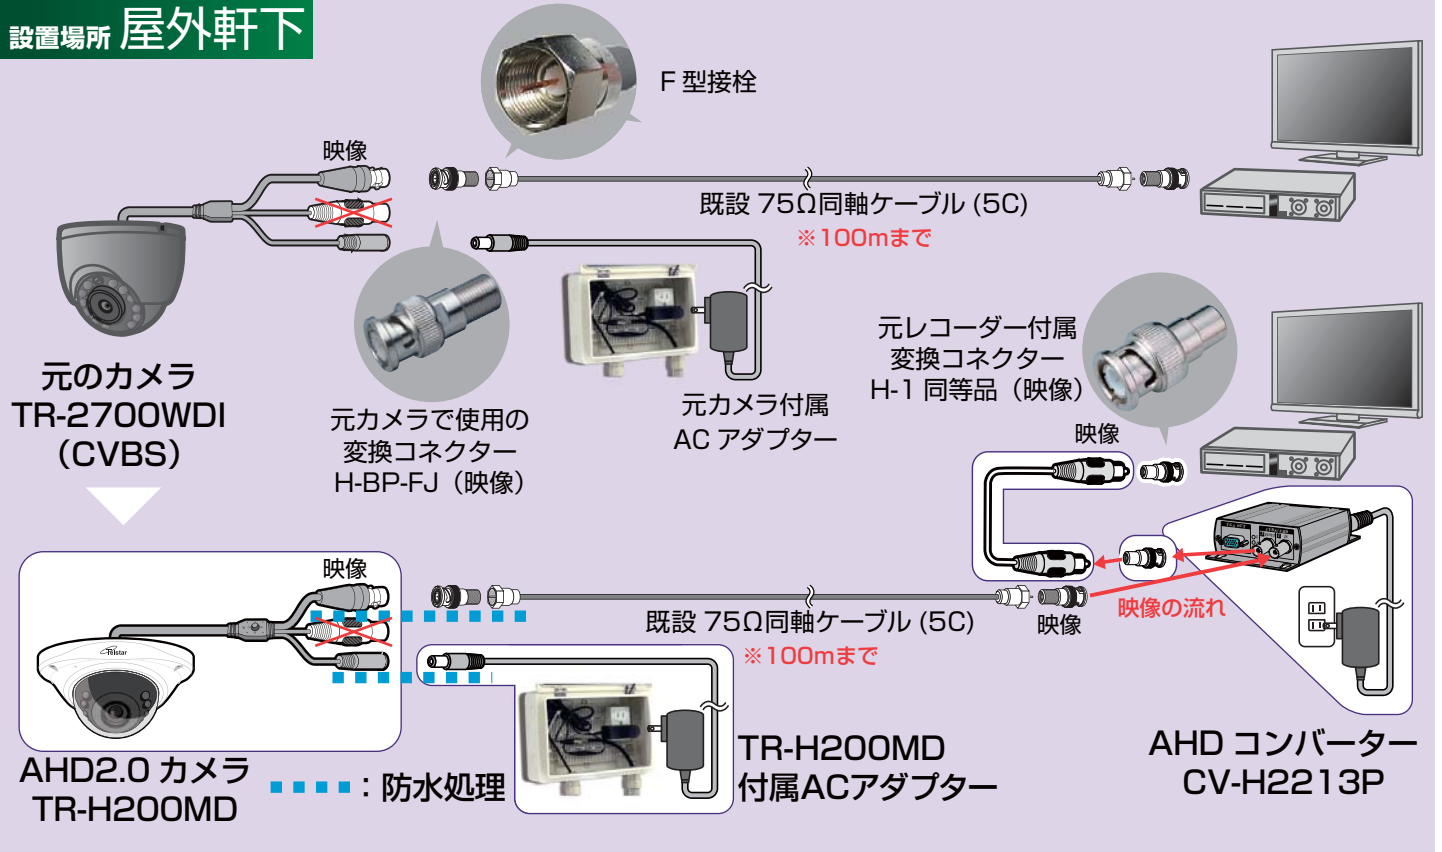 設置場所 屋外軒下
F 型接栓
映像
既設 75Ω同軸ケーブル (5C)
※100mまで
元のカメラ
TR-2700WDI
（CVBS）
元カメラで使用の
変換コネクター
H-BP-FJ（映像）
元カメラ付属
AC アダプター
元レコーダー付属
変換コネクター
H-1 同等品（映像）
映像
映像
既設 75Ω同軸ケーブル (5C)
※100mまで
映像
映像の流れ
Telstar
AHD2.0 カメラ
TR-H200MD
：防水処理
TR-H200MD
付属ACアダプター
AHD コンバーター
CV-H2213P